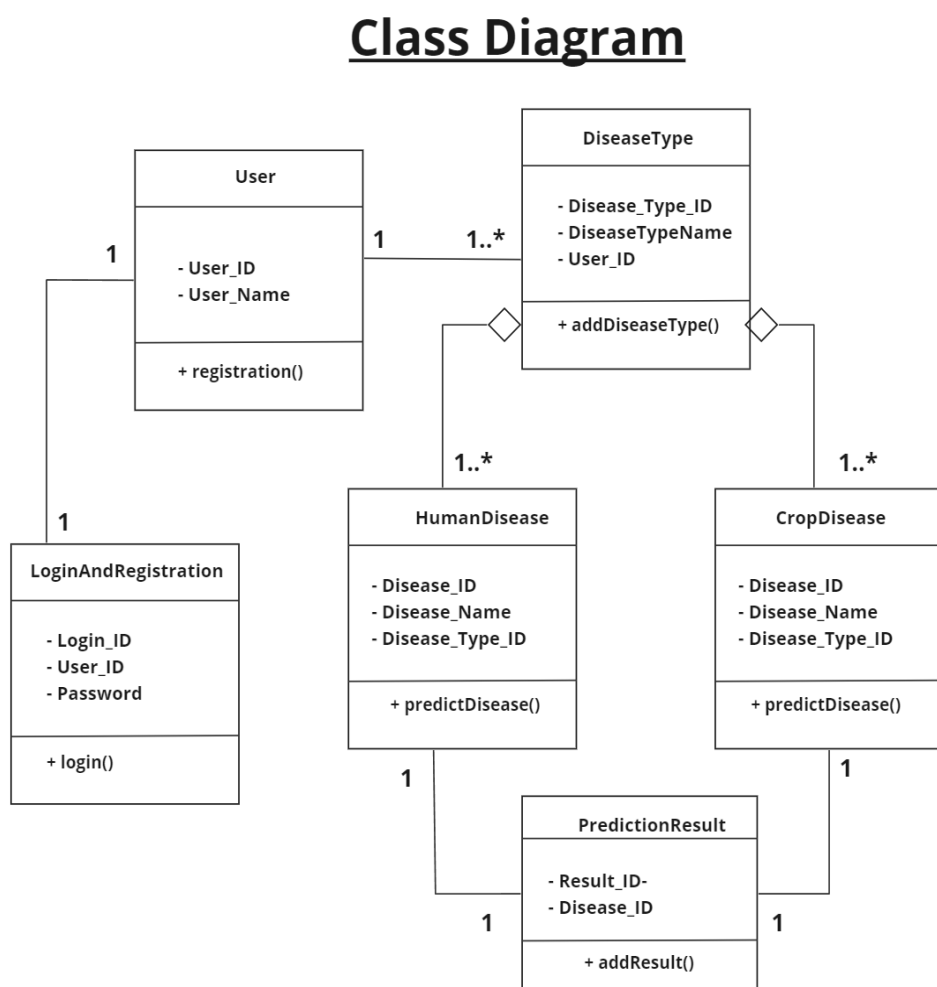 Class Diagram
DiseaseType
- Disease_Type_ID
- DiseaseTypeName
- User_ID
+ addDiseaseType()
User
- User_ID
- User_Name
+ registration()
1
1
1..*
1
1..*
1..*
LoginAndRegistration
- Login_ID
- User_ID
- Password
+ login()
HumanDisease
- Disease_ID
- Disease_Name
- Disease_Type_ID
+ predictDisease()
CropDisease
- Disease_ID
- Disease_Name
- Disease_Type_ID
+ predictDisease()
1
1
PredictionResult
- Result_ID-
- Disease_ID
+ addResult()
1
1